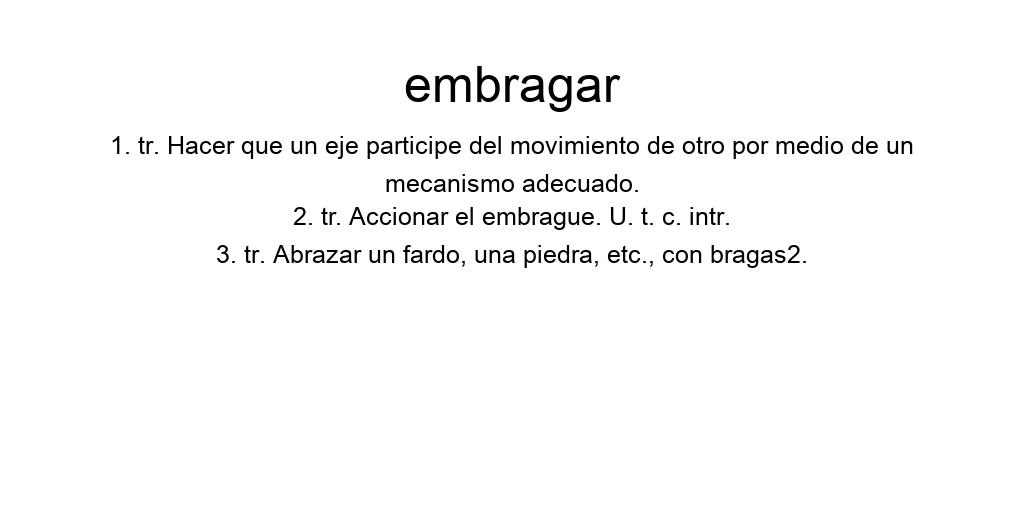 embragar
1. tr. Hacer que un eje participe del movimiento de otro por medio de un
mecanismo adecuado.
2. tr. Accionar el embrague. U. t. c. intr.
3. tr. Abrazar un fardo, una piedra, etc., con bragas2.